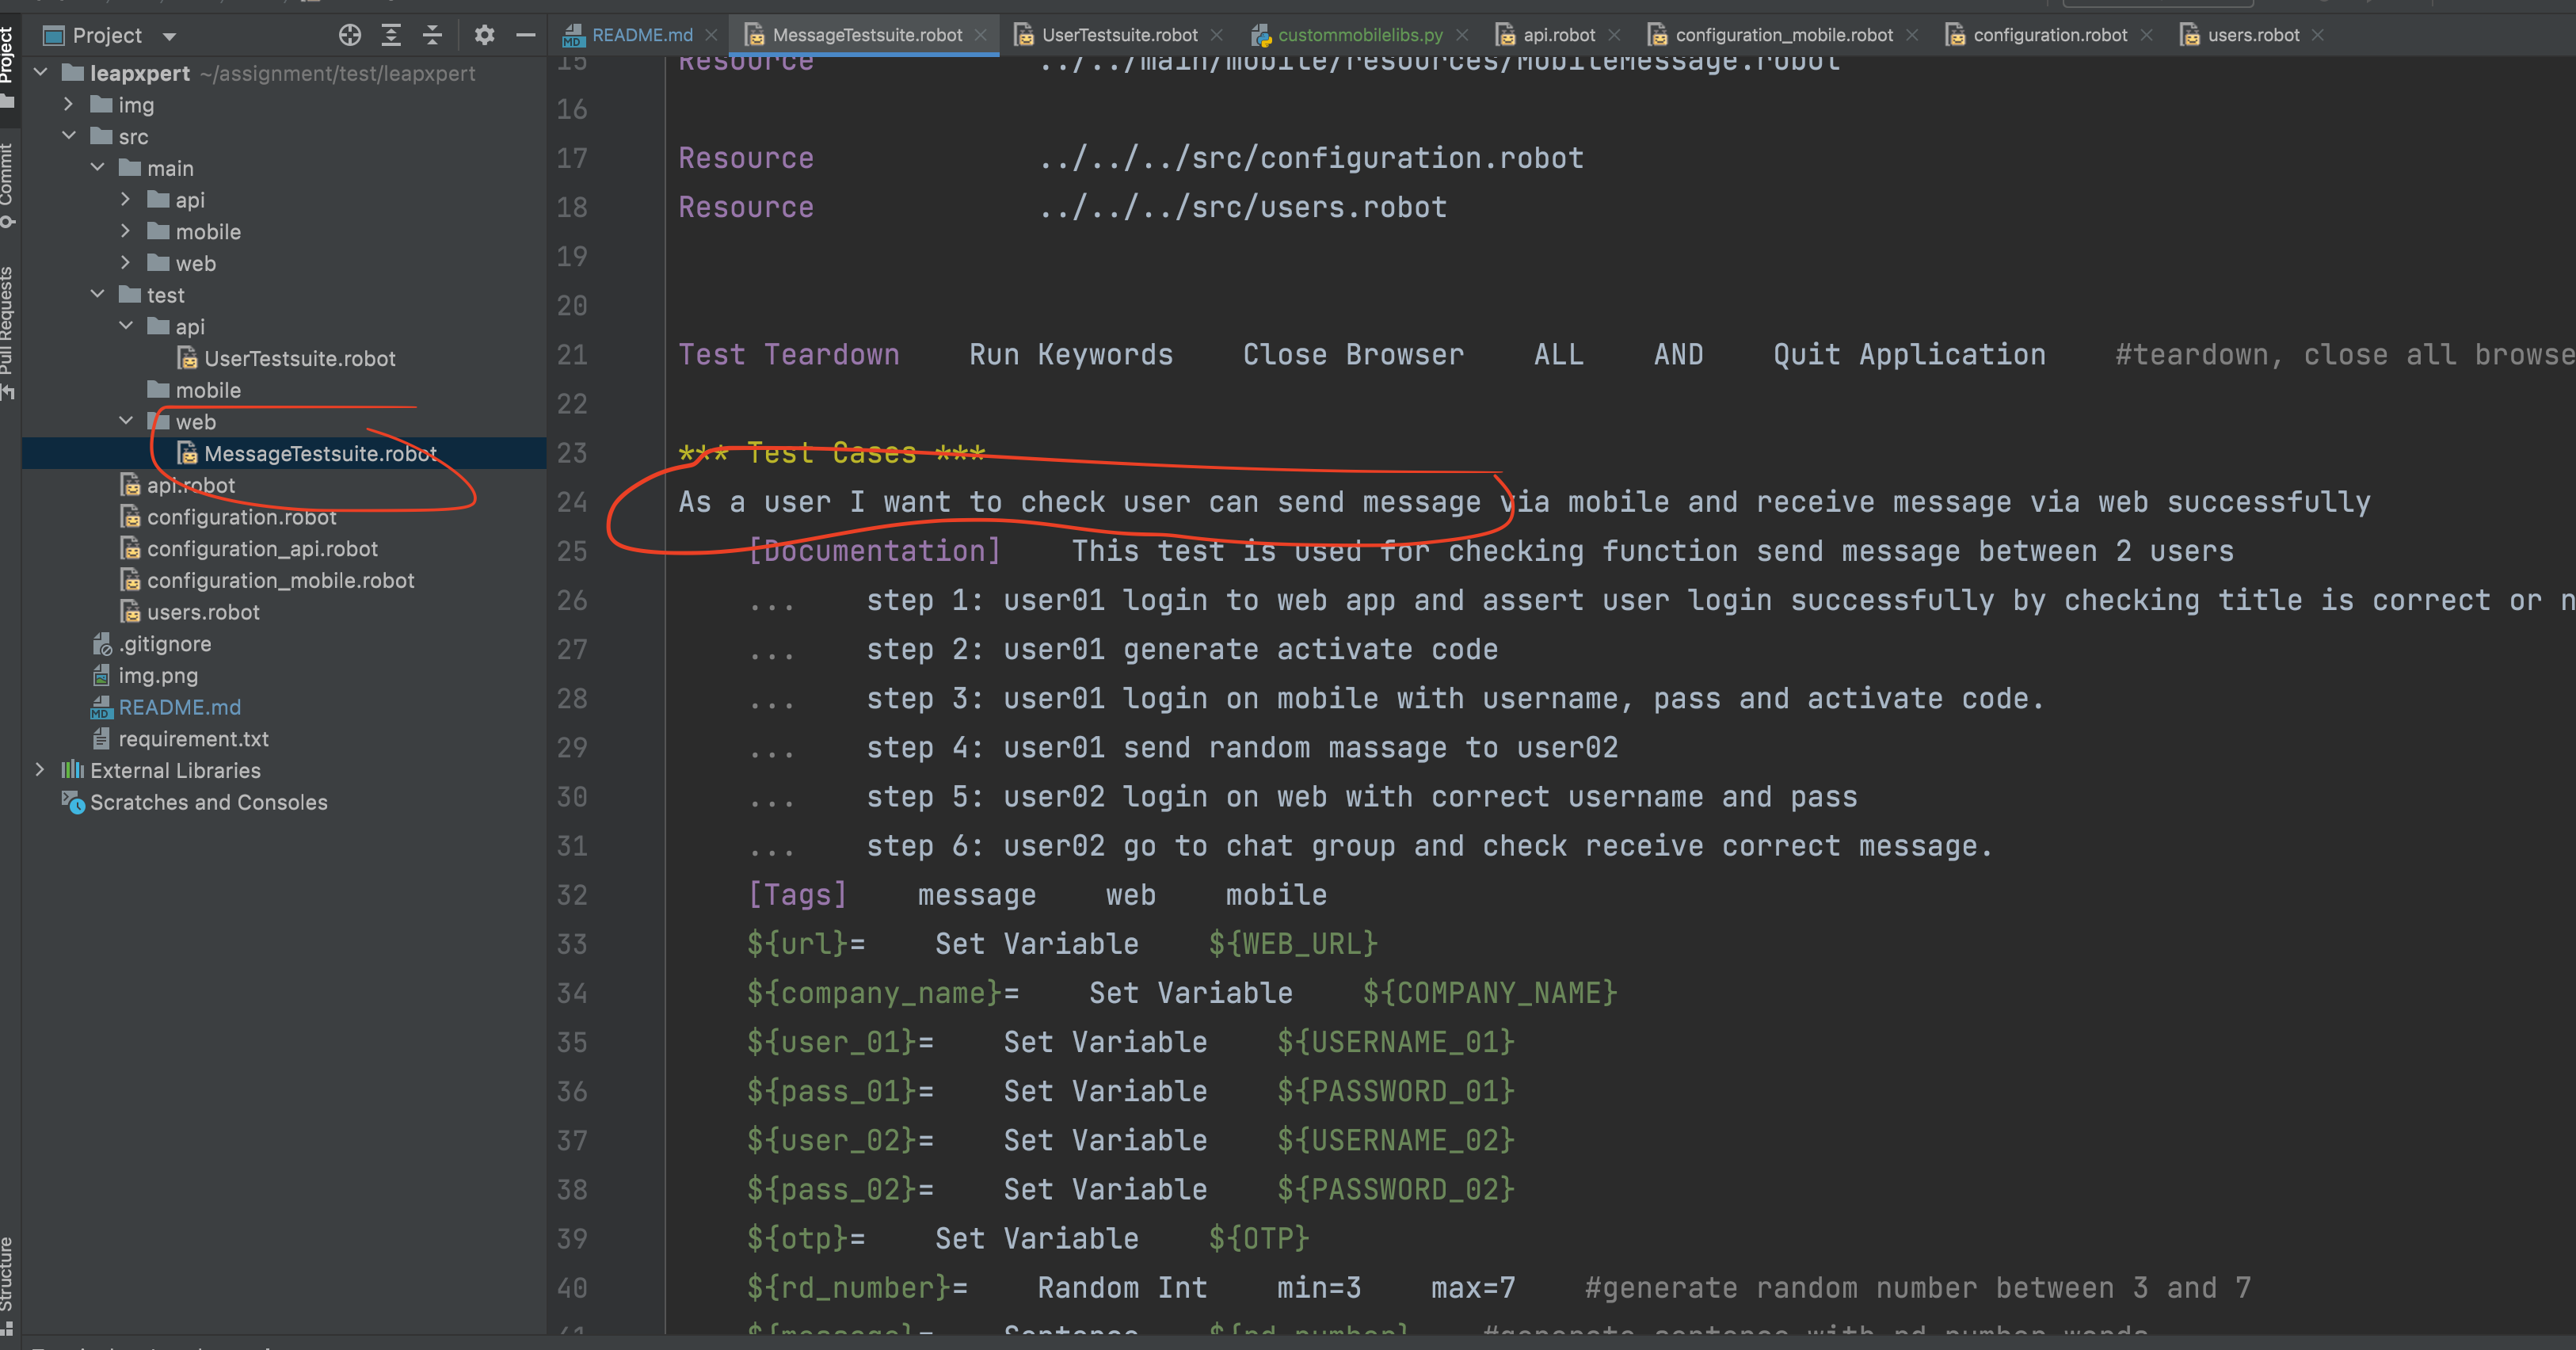 Project
README.md
MessageTestsuite.robot
UserTestsuite.robot
custommobilelibs.py
api.robot
configuration_mobile.robot
configuration.robot
users.robot
Project
Commit
Pull Requests
Structure
leapxpert ~/assignment/test/leapxpert
img
src
main
api
mobile
web
test
api
UserTestsuite.robot
mobile
web
MessageTestsuite.robot
api.robot
configuration.robot
configuration_api.robot
configuration_mobile.robot
users.robot
.gitignore
img.png
README.md
requirement.txt
External Libraries
Scratches and Consoles
15 Resource ../../main/mobile/resources/MobileMessage.robot
16
17 Resource ../../../src/configuration.robot
18 Resource ../../../src/users.robot
19
20
21 Test Teardown Run Keywords Close Browser ALL AND Quit Application #teardown, close all browse
22
23 *** Test Cases ***
24 As a user I want to check user can send message via mobile and receive message via web successfully
25 [Documentation] This test is used for checking function send message between 2 users
26 ... step 1: user01 login to web app and assert user login successfully by checking title is correct or n
27 ... step 2: user01 generate activate code
28 ... step 3: user01 login on mobile with username, pass and activate code.
29 ... step 4: user01 send random massage to user02
30 ... step 5: user02 login on web with correct username and pass
31 ... step 6: user02 go to chat group and check receive correct message.
32 [Tags] message web mobile
33 ${url}= Set Variable ${WEB_URL}
34 ${company_name}= Set Variable ${COMPANY_NAME}
35 ${user_01}= Set Variable ${USERNAME_01}
36 ${pass_01}= Set Variable ${PASSWORD_01}
37 ${user_02}= Set Variable ${USERNAME_02}
38 ${pass_02}= Set Variable ${PASSWORD_02}
39 ${otp}= Set Variable ${OTP}
40 ${rd_number}= Random Int min=3 max=7 #generate random number between 3 and 7
41 ${message}= Sentence ${rd_number} #generate sentence with rd_number words